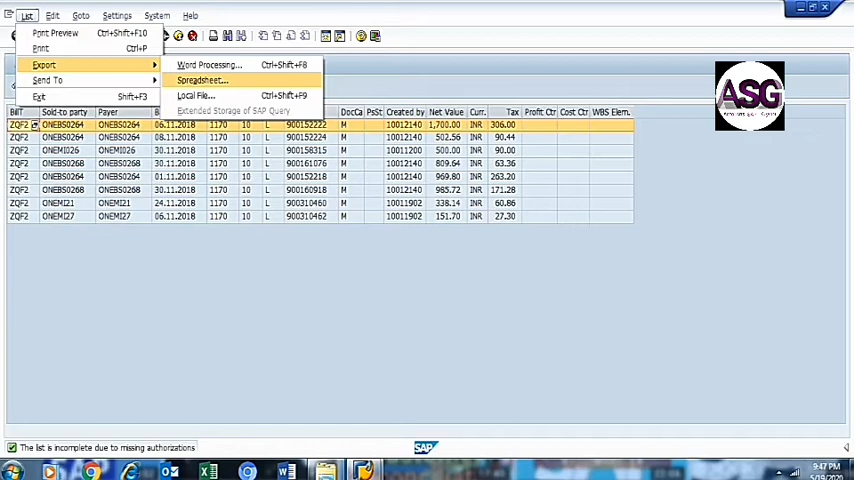 List Edit Goto Settings System Help
Print Preview Ctrl+Shift+F10
Print Ctrl+P
Export
Send To
Exit Shift+F3
Word Processing... Ctrl+Shift+F8
Spreadsheet...
Local File... Ctrl+Shift+F9
Extended Storage of SAP Query
ASG
BillT Sold-to party Payer DocCa PsSt Created by Net Value Curr. Tax Profit Ctr Cost Ctr WBS Elem.
ZQF2 ONEBS0264 ONEBS0264 06.11.2018 1170 10 L 900152222 M 10012140 1,700.00 INR 306.00
ZQF2 ONEBS0264 ONEBS0264 08.11.2018 1170 10 L 900152224 M 10012140 502.56 INR 90.44
ZQF2 ONEMI026 ONEMI026 30.11.2018 1170 10 L 900158315 M 10011200 500.00 INR 90.00
ZQF2 ONEBS0268 ONEBS0268 30.11.2018 1170 10 L 900161076 M 10012140 809.64 INR 63.36
ZQF2 ONEBS0264 ONEBS0264 01.11.2018 1170 10 L 900152218 M 10012140 969.80 INR 263.20
ZQF2 ONEBS0268 ONEBS0268 30.11.2018 1170 10 L 900160918 M 10012140 985.72 INR 171.28
ZQF2 ONEMI21 ONEMI21 24.11.2018 1170 10 L 900310460 M 10011902 338.14 INR 60.86
ZQF2 ONEMI27 ONEMI27 06.11.2018 1170 10 L 900310462 M 10011902 151.70 INR 27.30
The list is incomplete due to missing authorizations
SAP
9:47 PM
5/19/2020